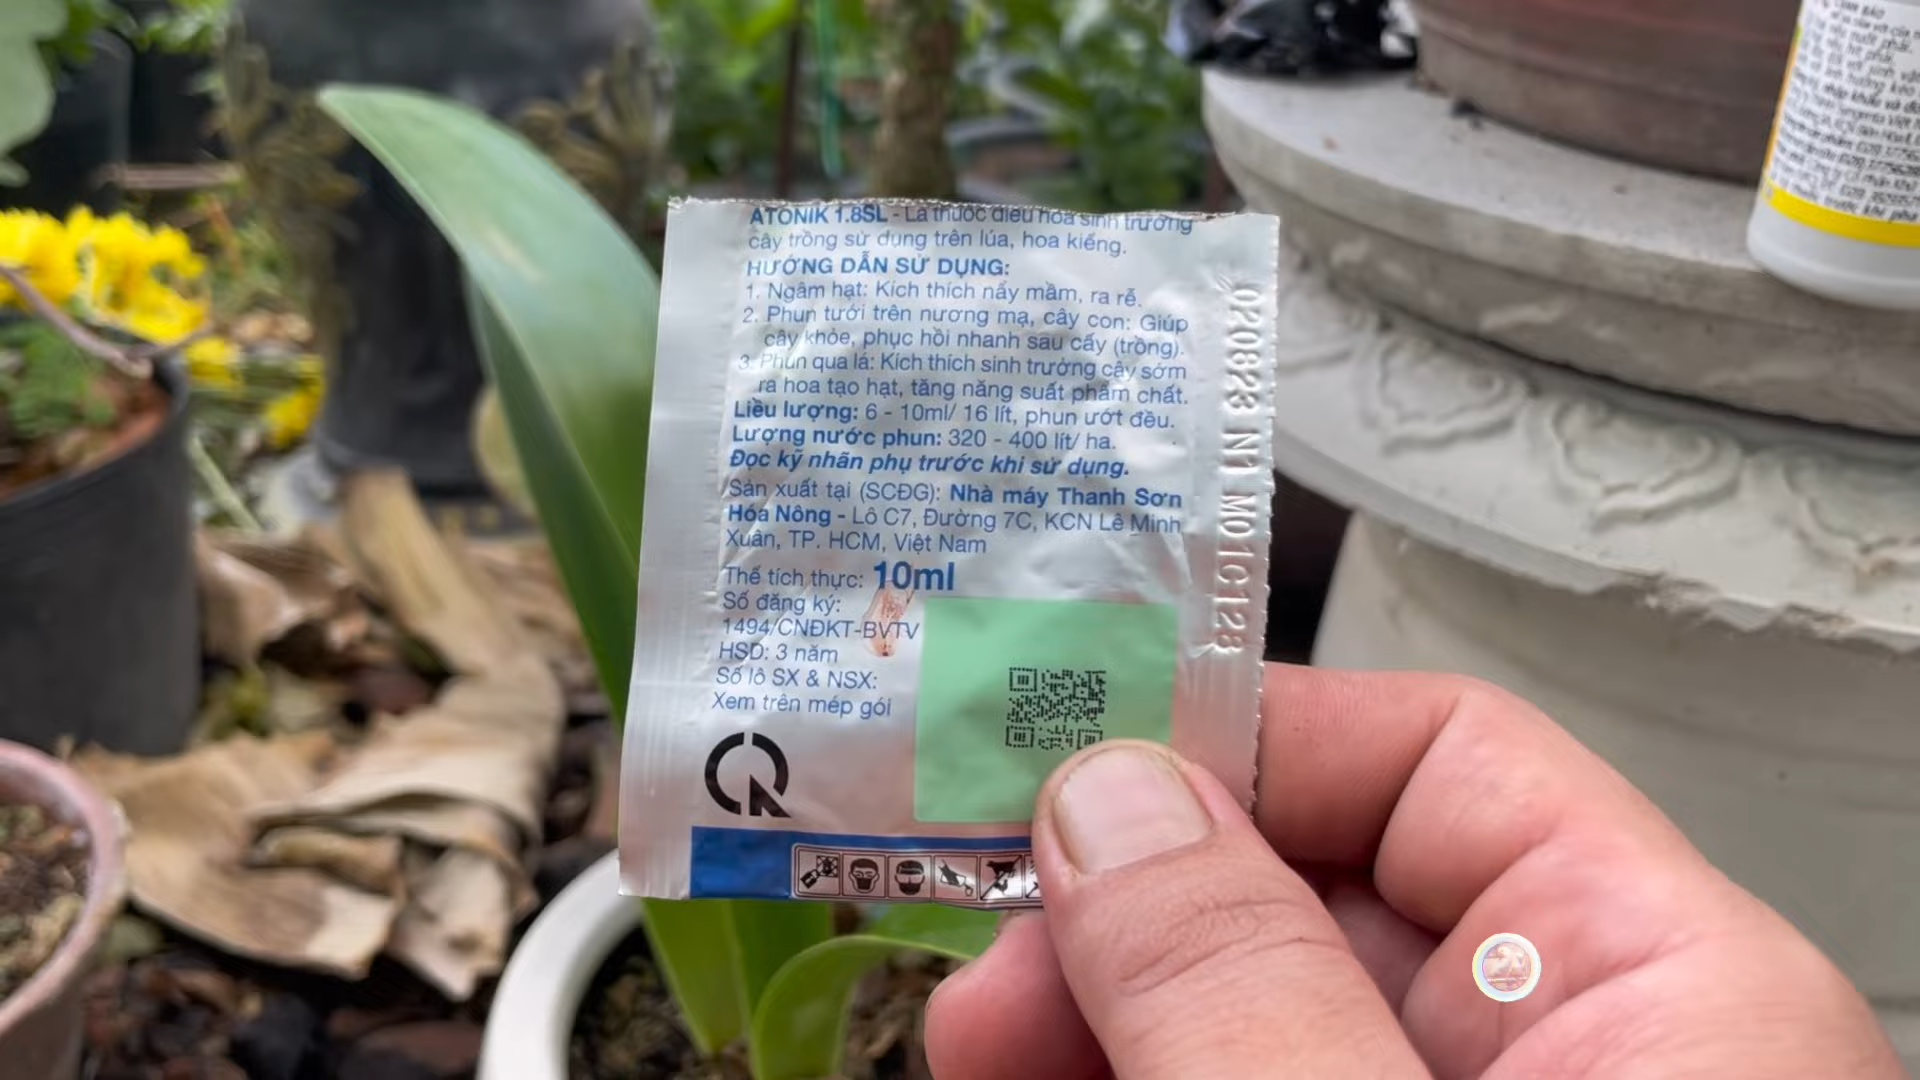 ATONIK 1.8SL - Là thuốc điều hòa sinh trưởng
cây trồng sử dụng trên lúa, hoa kiểng.
HƯỚNG DẪN SỬ DỤNG:
1. Ngâm hạt: Kích thích nẩy mầm, ra rễ.
2. Phun tưới trên nương mạ, cây con: Giúp
cây khỏe, phục hồi nhanh sau cấy (trồng).
3. Phun qua lá: Kích thích sinh trưởng cây sớm
ra hoa tạo hạt, tăng năng suất phẩm chất.
Liều lượng: 6 - 10ml/ 16 lít, phun ướt đều.
Lượng nước phun: 320 - 400 lít/ ha.
Đọc kỹ nhãn phụ trước khi sử dụng.
Sản xuất tại (SCĐG): Nhà máy Thanh Sơn
Hóa Nông - Lô C7, Đường 7C, KCN Lê Minh
Xuân, TP. HCM, Việt Nam
Thể tích thực: 10ml
Số đăng ký:
1494/CNĐKT-BVTV
HSD: 3 năm
Số lô SX & NSX:
Xem trên mép gói
020823 N1 M01C1228